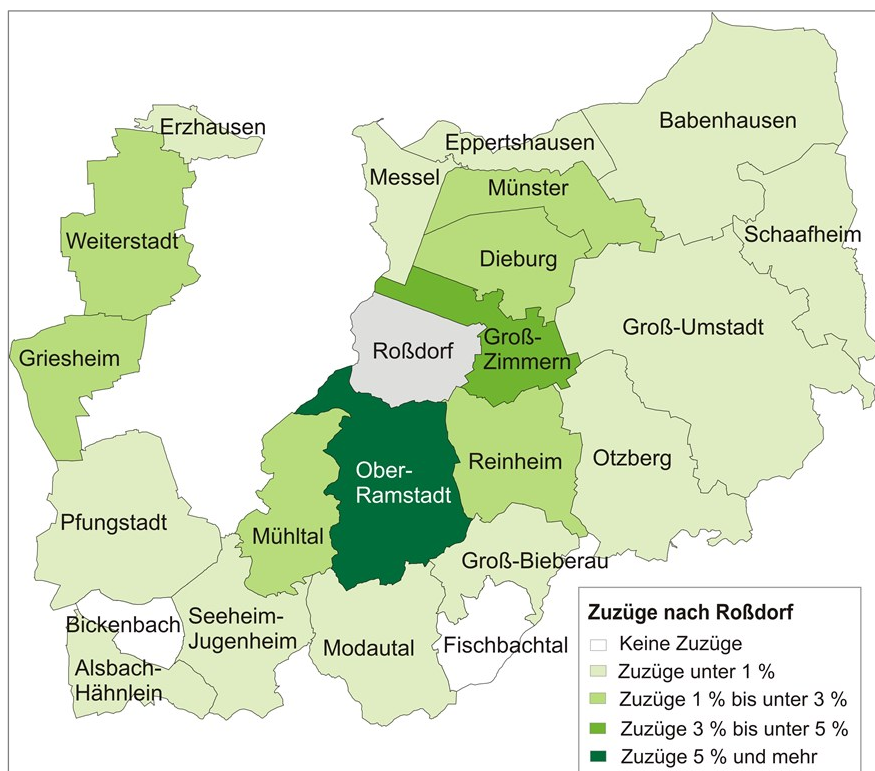 Erzhausen
Babenhausen
Eppertshausen
Messel
Münster
Weiterstadt
Schaafheim
Dieburg
Groß-Umstadt
Griesheim
Roßdorf
Groß-
Zimmern
Ober-
Ramstadt
Reinheim
Otzberg
Pfungstadt
Mühltal
Groß-Bieberau
Bickenbach
Seeheim-
Jugenheim
Modautal
Fischbachtal
Alsbach-
Hähnlein
Zuzüge nach Roßdorf
Keine Zuzüge
Zuzüge unter 1 %
Zuzüge 1 % bis unter 3 %
Zuzüge 3 % bis unter 5 %
Zuzüge 5 % und mehr